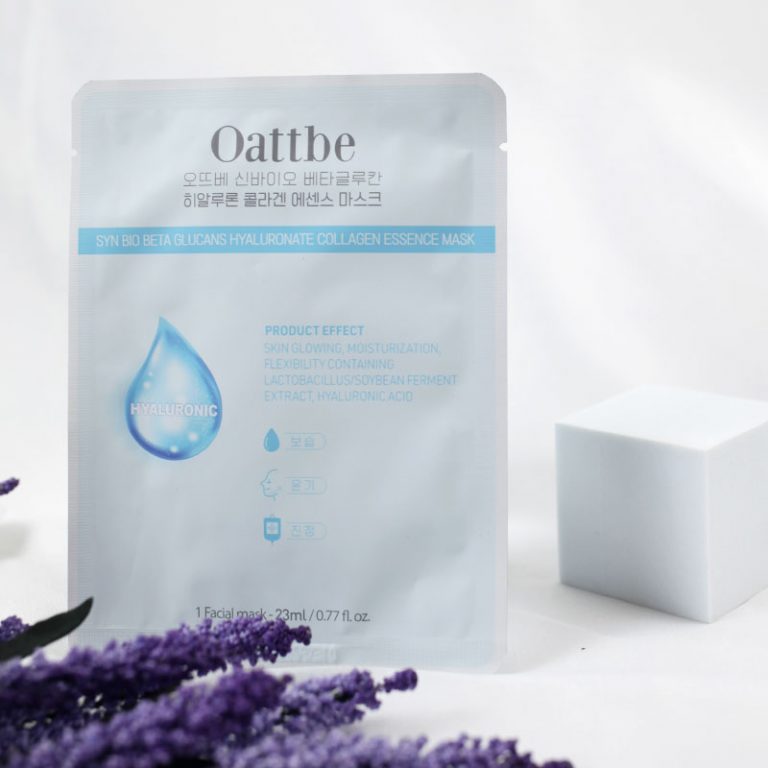 Oattbe
오뜨베 신바이오 베타글루칸
히알루론 콜라겐 에센스 마스크
SYN BIO BETA GLUCANS HYALURONATE COLLAGEN ESSENCE MASK
PRODUCT EFFECT
SKIN GLOWING, MOISTURIZATION,
FLEXIBILITY CONTAINING
LACTOBACILLUS/SOYBEAN FERMENT
EXTRACT, HYALURONIC ACID
HYALURONIC
보습
윤기
진정
1 Facial mask - 23ml / 0.77 fl. oz.